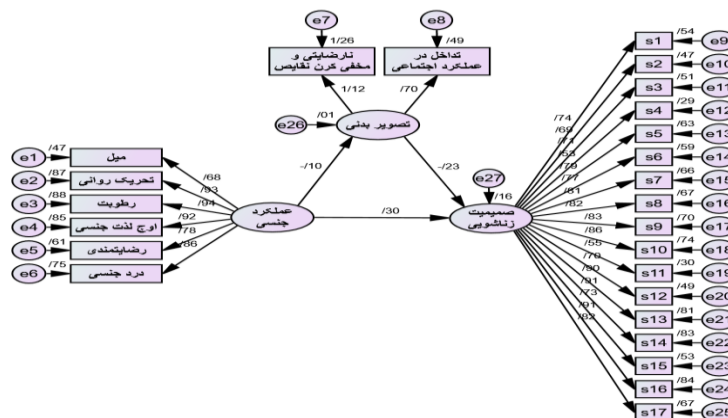 e7
e8
1/26
/49
نارضایتی و
مخفی کرن نقایص
تداخل در
عملکرد اجتماعی
1/12
/70
e26
/01
تصویر بدنی
-/10
-/23
e27
/16
e1
/47
میل
/68
e2
/87
تحریک روانی
/93
e3
/88
رطوبت
/94
e4
/85
اوج لذت جنسی
/92
e5
/61
رضایتمندی
/78
e6
/75
درد جنسی
/86
عملکرد
جنسی
/30
صمیمیت
زناشویی
/74
/69
/71
/53
/79
/77
/81
/82
/83
/86
/55
/70
/90
/91
/73
/91
/82
s1
/54
e9
s2
/47
e10
s3
/51
e11
s4
/29
e12
s5
/63
e13
s6
/59
e14
s7
/66
e15
s8
/67
e16
s9
/70
e17
s10
/74
e18
s11
/30
e19
s12
/49
e20
s13
/81
e21
s14
/83
e22
s15
/53
e23
s16
/84
e24
s17
/67